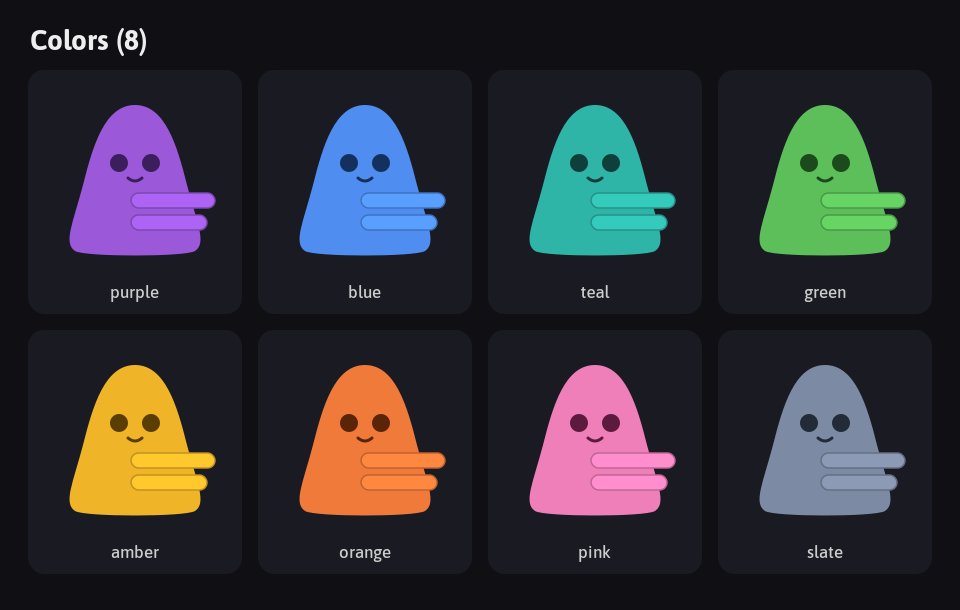 Colors (8)
purple
blue
teal
green
amber
orange
pink
slate